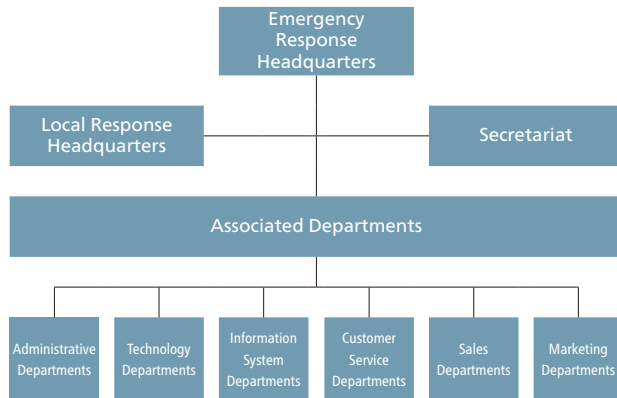 Emergency
Response
Headquarters
Local Response
Headquarters
Secretariat
Associated Departments
Administrative
Departments
Technology
Departments
Information
System
Departments
Customer
Service
Departments
Sales
Departments
Marketing
Departments